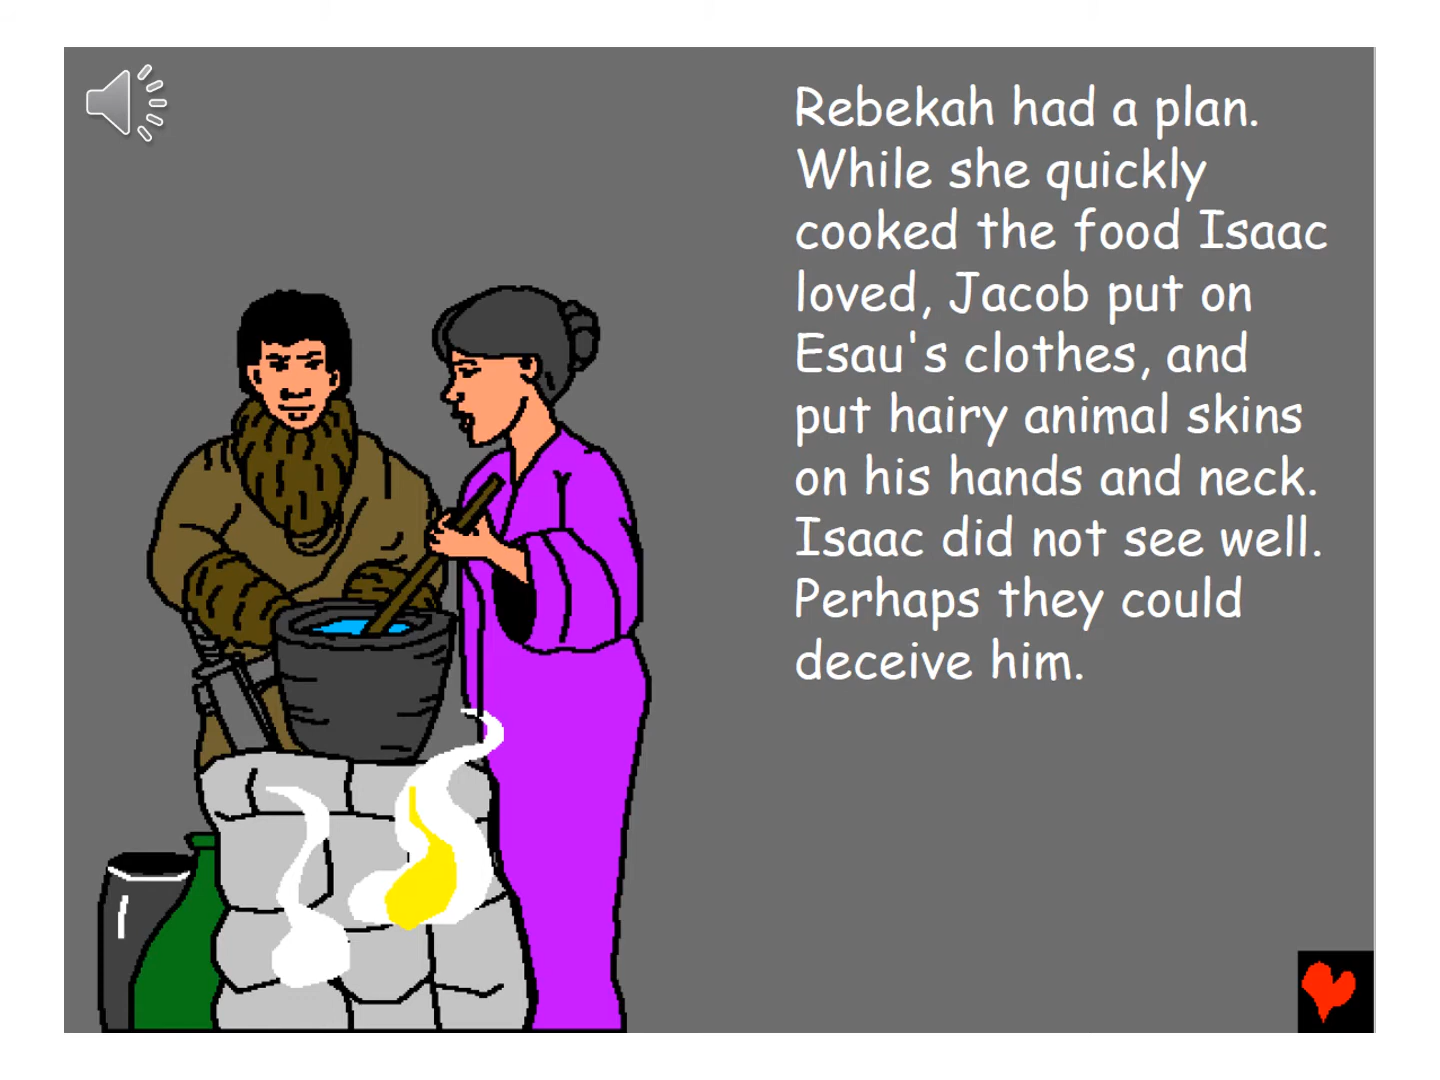 Rebekah had a plan.
While she quickly
cooked the food Isaac
loved, Jacob put on
Esau's clothes, and
put hairy animal skins
on his hands and neck.
Isaac did not see well.
Perhaps they could
deceive him.